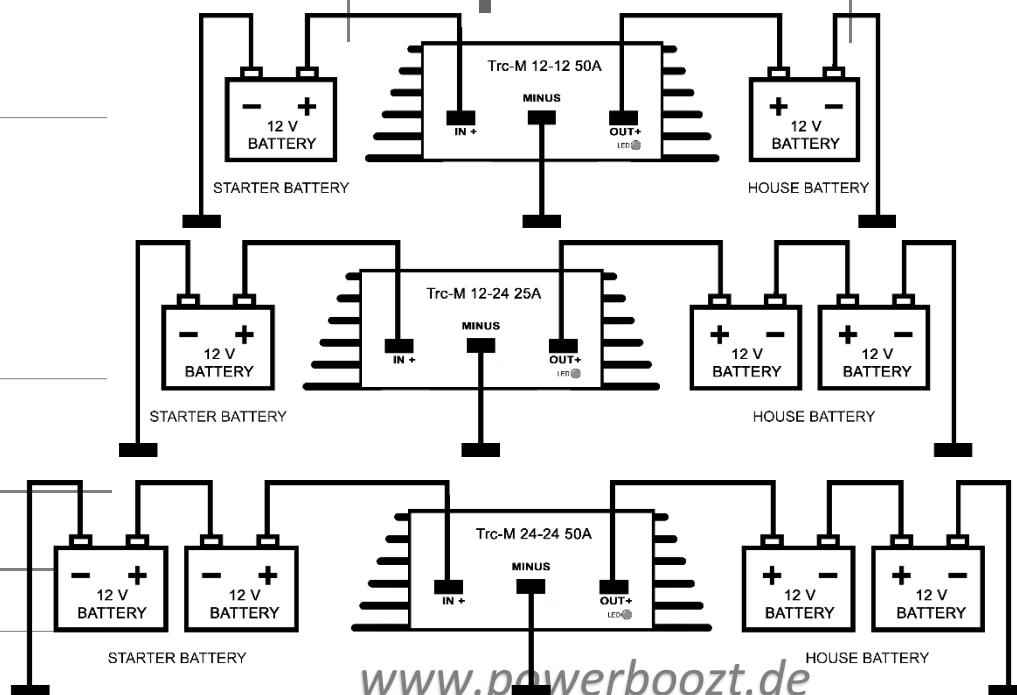 Trc-M 12-12 50A
MINUS
IN +
OUT+
LED
− +
12 V
BATTERY
STARTER BATTERY
+ −
12 V
BATTERY
HOUSE BATTERY
Trc-M 12-24 25A
MINUS
IN +
OUT+
LED
− +
12 V
BATTERY
STARTER BATTERY
+ −
12 V
BATTERY
+ −
12 V
BATTERY
HOUSE BATTERY
Trc-M 24-24 50A
MINUS
IN +
OUT+
LED
− +
12 V
BATTERY
− +
12 V
BATTERY
STARTER BATTERY
+ −
12 V
BATTERY
+ −
12 V
BATTERY
HOUSE BATTERY
www.powerboozt.de